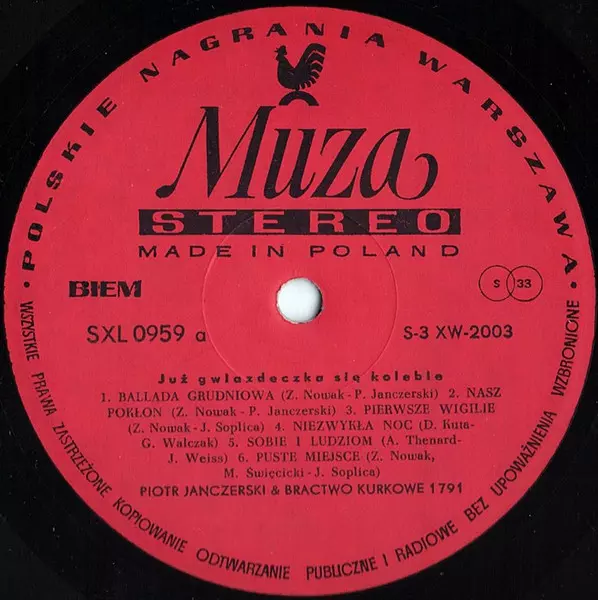 • POLSKIE NAGRANIA WARSZAWA •
Muza
STEREO
MADE IN POLAND
BIEM
S 33
SXL 0959 a
S-3 XW-2003
Już gwiazdeczka się kolebie
1. BALLADA GRUDNIOWA (Z. Nowak - P. Janczerski) 2. NASZ
POKŁON (Z. Nowak - P. Janczerski) 3. PIERWSZE WIGILIE
(Z. Nowak - J. Soplica) 4. NIEZWYKŁA NOC (D. Kuta-
G. Walczak) 5. SOBIE I LUDZIOM (A. Thenard-
J. Weiss) 6. PUSTE MIEJSCE (Z. Nowak,
M. Święcicki - J. Soplica)
PIOTR JANCZERSKI & BRACTWO KURKOWE 1791
WSZYSTKIE PRAWA ZASTRZEŻONE KOPIOWANIE ODTWARZANIE PUBLICZNE I RADIOWE BEZ UPOWAŻNIENIA WZBRONIONE